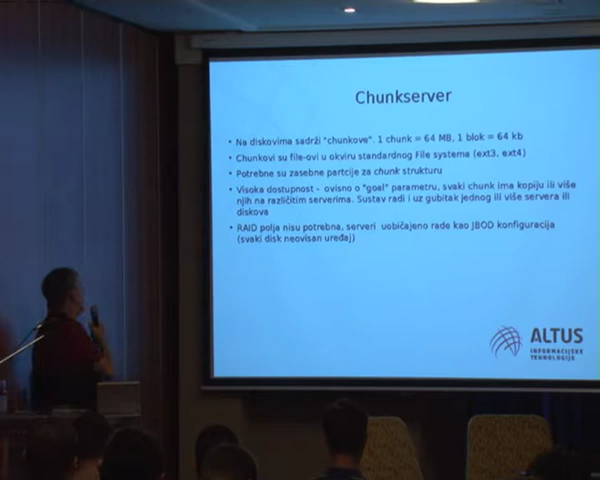 Chunkserver
• Na diskovima sadrži "chunkove". 1 chunk = 64 MB, 1 blok = 64 kb
• Chunkovi su file-ovi u okviru standardnog File systema (ext3, ext4)
• Potrebne su zasebne partcije za chunk strukturu
• Visoka dostupnost - ovisno o "goal" parametru, svaki chunk ima kopiju ili više
njih na različitim serverima. Sustav radi i uz gubitak jednog ili više servera ili
diskova
• RAID polja nisu potrebna, serveri uobičajeno rade kao JBOD konfiguracija
(svaki disk neovisan uređaj)
ALTUS
INFORMACIJSKE
TEHNOLOGIJE